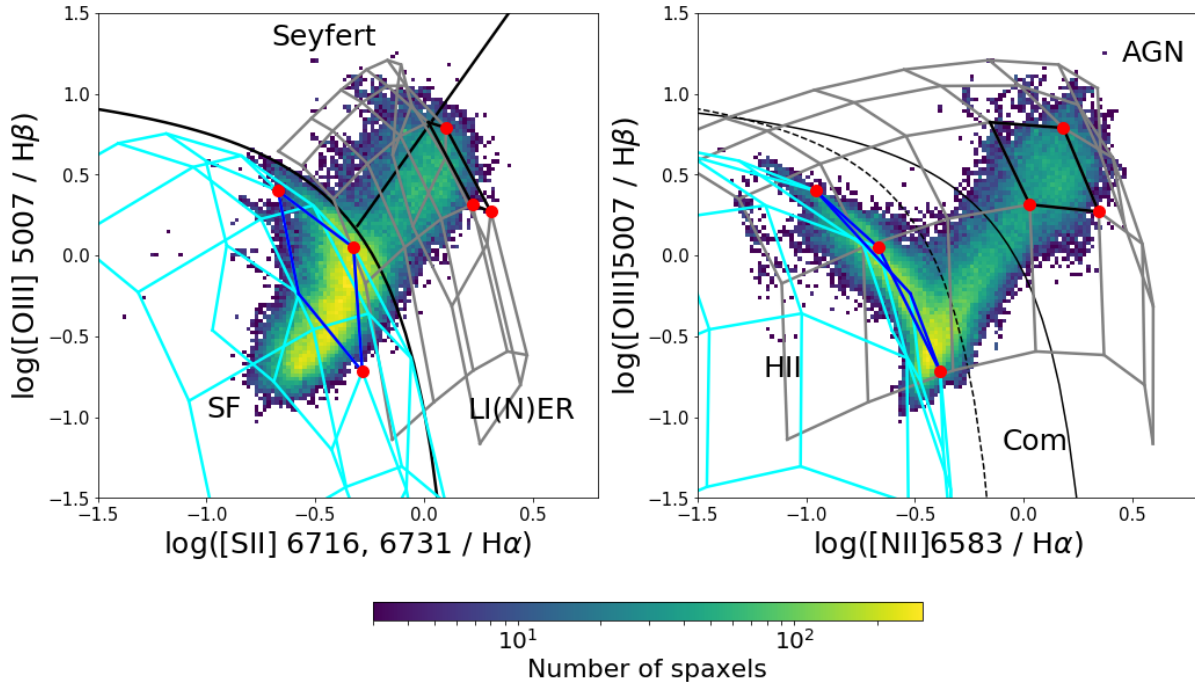 Seyfert
SF
LI(N)ER
1.5
1.0
0.5
0.0
−0.5
−1.0
−1.5
−1.5
−1.0
−0.5
0.0
0.5
log([OIII] 5007 / Hβ)
log([SII] 6716, 6731 / Hα)
AGN
HII
Com
1.5
1.0
0.5
0.0
−0.5
−1.0
−1.5
−1.5
−1.0
−0.5
0.0
0.5
log([OIII]5007 / Hβ)
log([NII]6583 / Hα)
10¹
10²
Number of spaxels